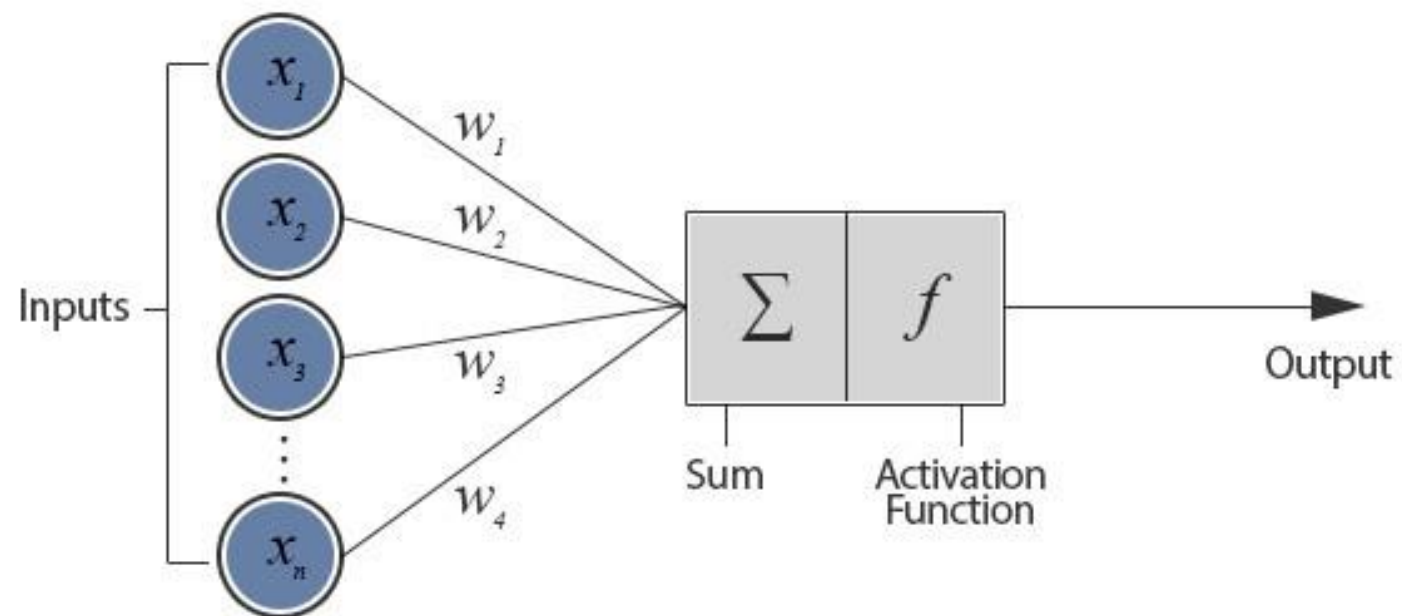 x₁
w₁
x₂
w₂
Inputs
x₃
w₃
xₙ
w₄
∑ f
Sum
Activation
Function
Output